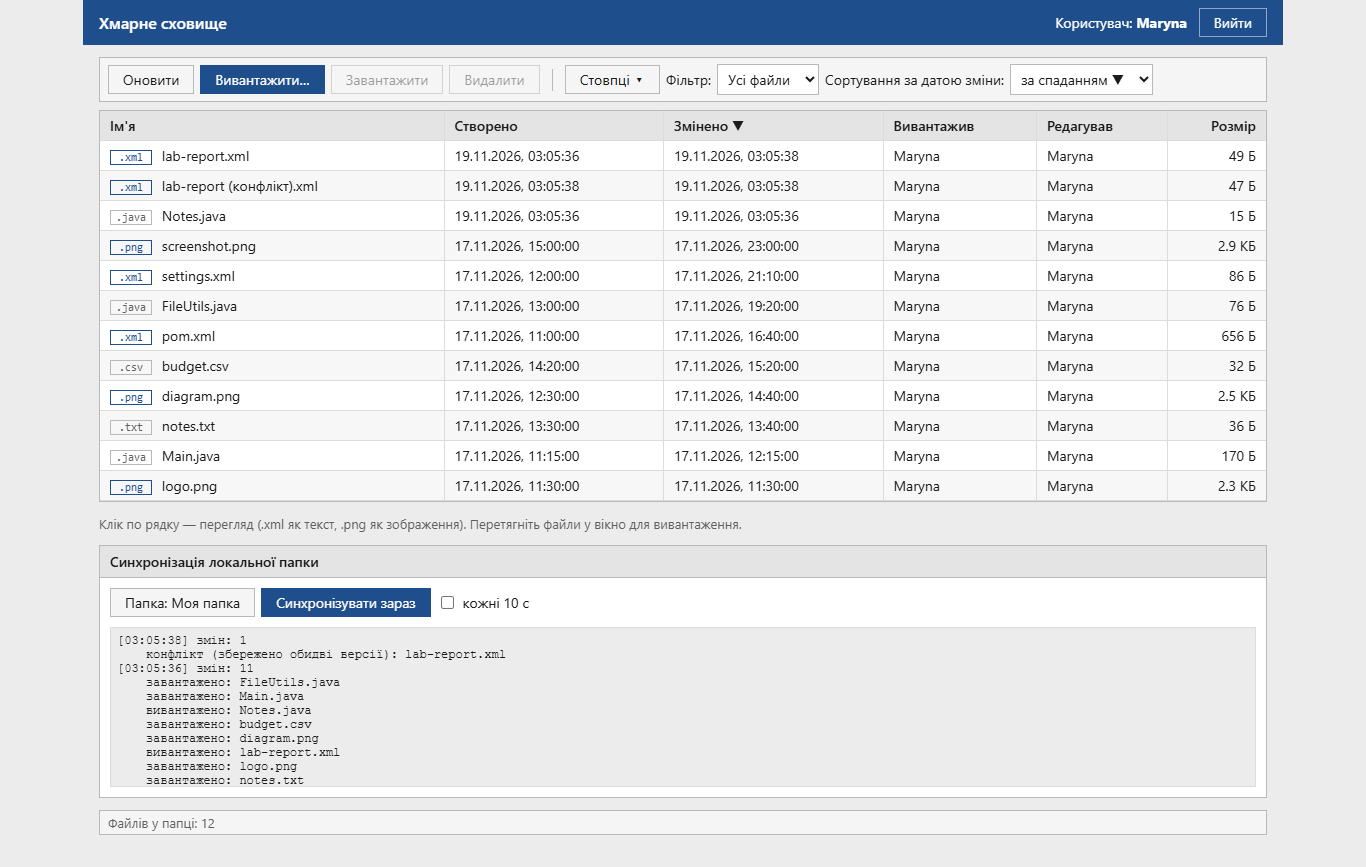 Хмарне сховище Користувач: Maryna Вийти
Оновити Вивантажити... Завантажити Видалити Стовпці ▾ Фільтр: Усі файли Сортування за датою зміни: за спаданням ▼
Ім'я Створено Змінено ▼ Вивантажив Редагував Розмір
.xml lab-report.xml 19.11.2026, 03:05:36 19.11.2026, 03:05:38 Maryna Maryna 49 Б
.xml lab-report (конфлікт).xml 19.11.2026, 03:05:38 19.11.2026, 03:05:38 Maryna Maryna 47 Б
.java Notes.java 19.11.2026, 03:05:36 19.11.2026, 03:05:36 Maryna Maryna 15 Б
.png screenshot.png 17.11.2026, 15:00:00 17.11.2026, 23:00:00 Maryna Maryna 2.9 КБ
.xml settings.xml 17.11.2026, 12:00:00 17.11.2026, 21:10:00 Maryna Maryna 86 Б
.java FileUtils.java 17.11.2026, 13:00:00 17.11.2026, 19:20:00 Maryna Maryna 76 Б
.xml pom.xml 17.11.2026, 11:00:00 17.11.2026, 16:40:00 Maryna Maryna 656 Б
.csv budget.csv 17.11.2026, 14:20:00 17.11.2026, 15:20:00 Maryna Maryna 32 Б
.png diagram.png 17.11.2026, 12:30:00 17.11.2026, 14:40:00 Maryna Maryna 2.5 КБ
.txt notes.txt 17.11.2026, 13:30:00 17.11.2026, 13:40:00 Maryna Maryna 36 Б
.java Main.java 17.11.2026, 11:15:00 17.11.2026, 12:15:00 Maryna Maryna 170 Б
.png logo.png 17.11.2026, 11:30:00 17.11.2026, 11:30:00 Maryna Maryna 2.3 КБ
Клік по рядку — перегляд (.xml як текст, .png як зображення). Перетягніть файли у вікно для вивантаження.
Синхронізація локальної папки
Папка: Моя папка Синхронізувати зараз кожні 10 с
[03:05:38] змін: 1
конфлікт (збережено обидві версії): lab-report.xml
[03:05:36] змін: 11
завантажено: FileUtils.java
завантажено: Main.java
вивантажено: Notes.java
завантажено: budget.csv
завантажено: diagram.png
вивантажено: lab-report.xml
завантажено: logo.png
завантажено: notes.txt
Файлів у папці: 12